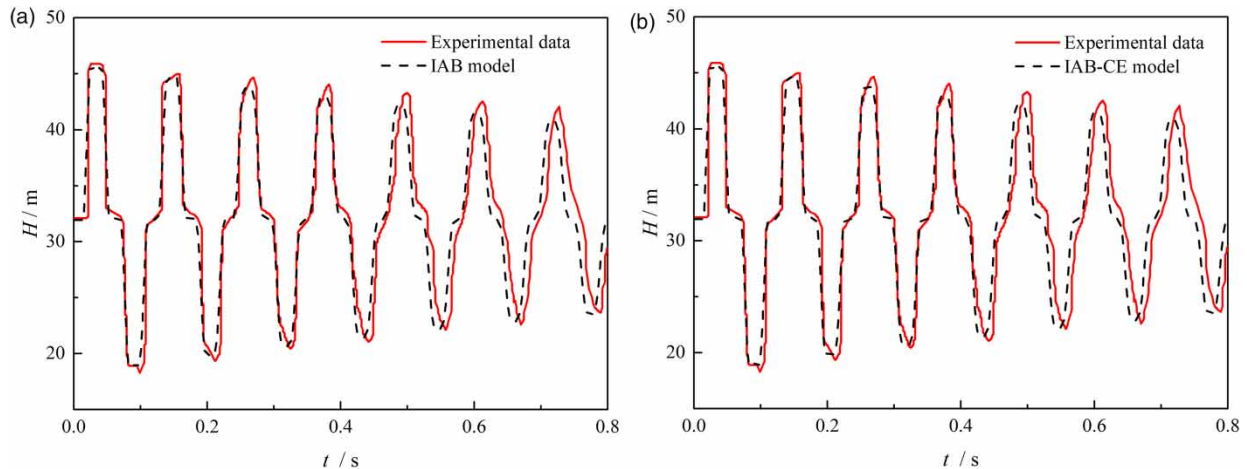 (a)
50
40
30
20
H / m
Experimental data
IAB model
0.0 0.2 0.4 0.6 0.8
t / s
(b)
50
40
30
20
H / m
Experimental data
IAB-CE model
0.0 0.2 0.4 0.6 0.8
t / s